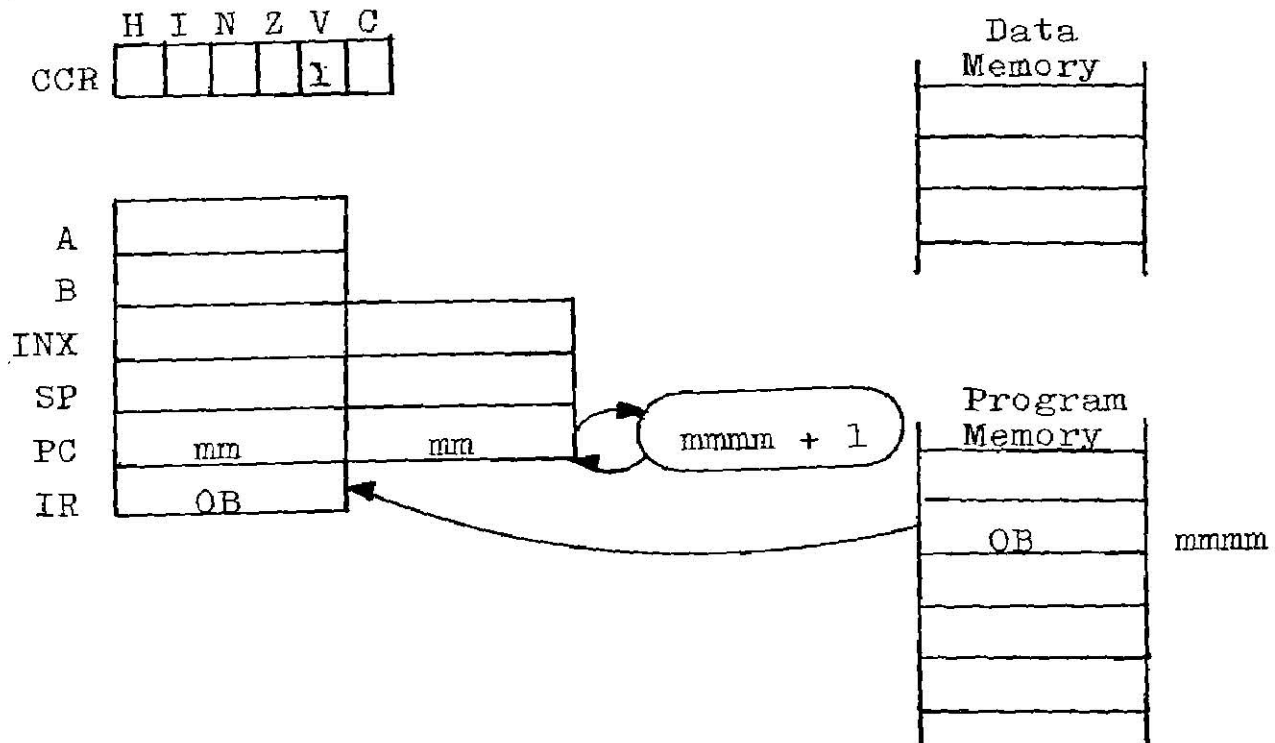 H I N Z V C
CCR 1
Data
Memory
A
B
INX
SP
PC mm mm
mmmm + 1
IR OB
Program
Memory
OB mmmm